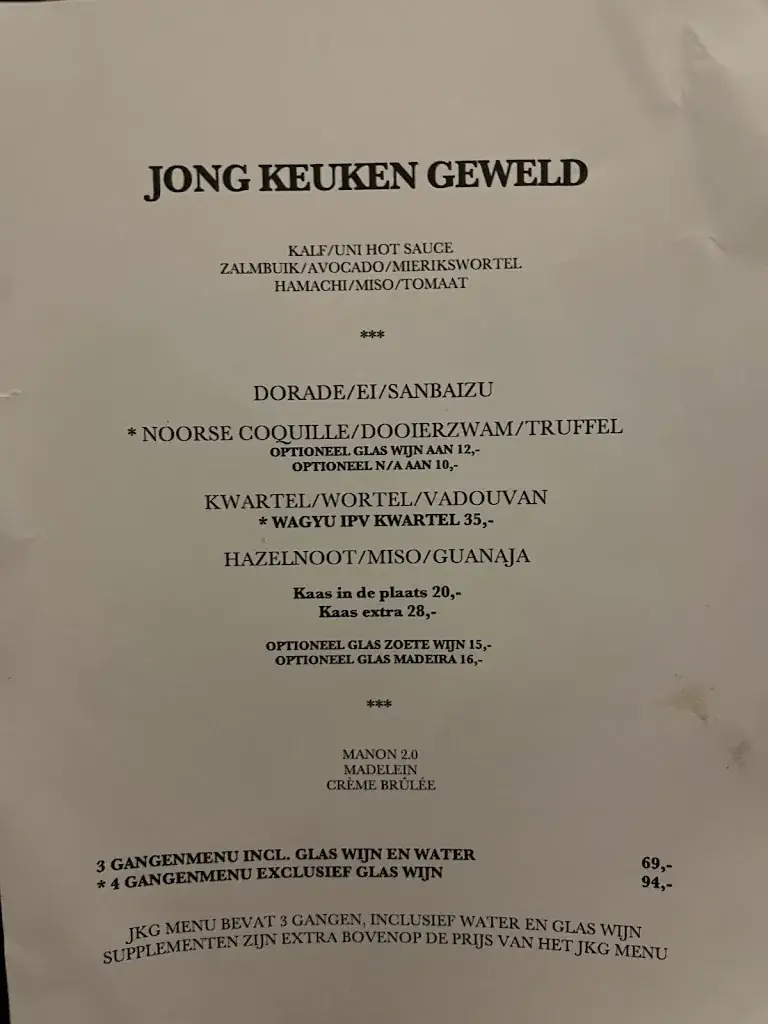 JONG KEUKEN GEWELD
KALF/UNI HOT SAUCE
ZALMBUIK/AVOCADO/MIERIKSWORTEL
HAMACHI/MISO/TOMAAT
***
DORADE/EI/SANBAIZU
* NOORSE COQUILLE/DOOIERZWAM/TRUFFEL
OPTIONEEL GLAS WIJN AAN 12,-
OPTIONEEL N/A AAN 10,-
KWARTEL/WORTEL/VADOUVAN
* WAGYU IPV KWARTEL 35,-
HAZELNOOT/MISO/GUANAJA
Kaas in de plaats 20,-
Kaas extra 28,-
OPTIONEEL GLAS ZOETE WIJN 15,-
OPTIONEEL GLAS MADEIRA 16,-
***
MANON 2.0
MADELEIN
CRÈME BRÛLÉE
3 GANGENMENU INCL. GLAS WIJN EN WATER 69,-
* 4 GANGENMENU EXCLUSIEF GLAS WIJN 94,-
JKG MENU BEVAT 3 GANGEN, INCLUSIEF WATER EN GLAS WIJN
SUPPLEMENTEN ZIJN EXTRA BOVENOP DE PRIJS VAN HET JKG MENU